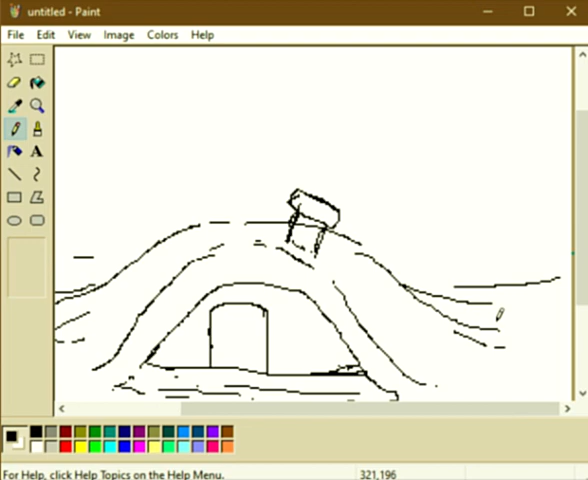 untitled - Paint
File Edit View Image Colors Help
A
For Help, click Help Topics on the Help Menu. 321,196